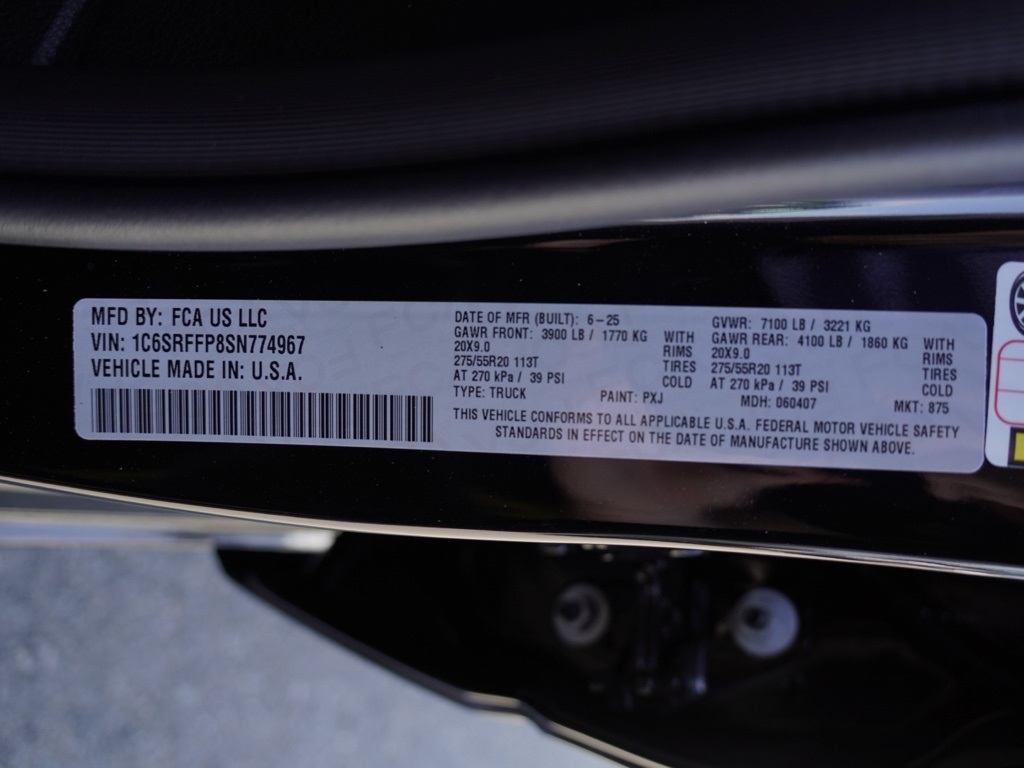 MFD BY: FCA US LLC
VIN: 1C6SRFFP8SN774967
VEHICLE MADE IN: U.S.A.
DATE OF MFR (BUILT): 6-25
GAWR FRONT: 3900 LB / 1770 KG WITH
20X9.0 RIMS
275/55R20 113T TIRES
AT 270 kPa / 39 PSI COLD
TYPE: TRUCK PAINT: PXJ
GVWR: 7100 LB / 3221 KG
GAWR REAR: 4100 LB / 1860 KG WITH
20X9.0 RIMS
275/55R20 113T TIRES
AT 270 kPa / 39 PSI COLD
MDH: 060407 MKT: 875
THIS VEHICLE CONFORMS TO ALL APPLICABLE U.S.A. FEDERAL MOTOR VEHICLE SAFETY
STANDARDS IN EFFECT ON THE DATE OF MANUFACTURE SHOWN ABOVE.